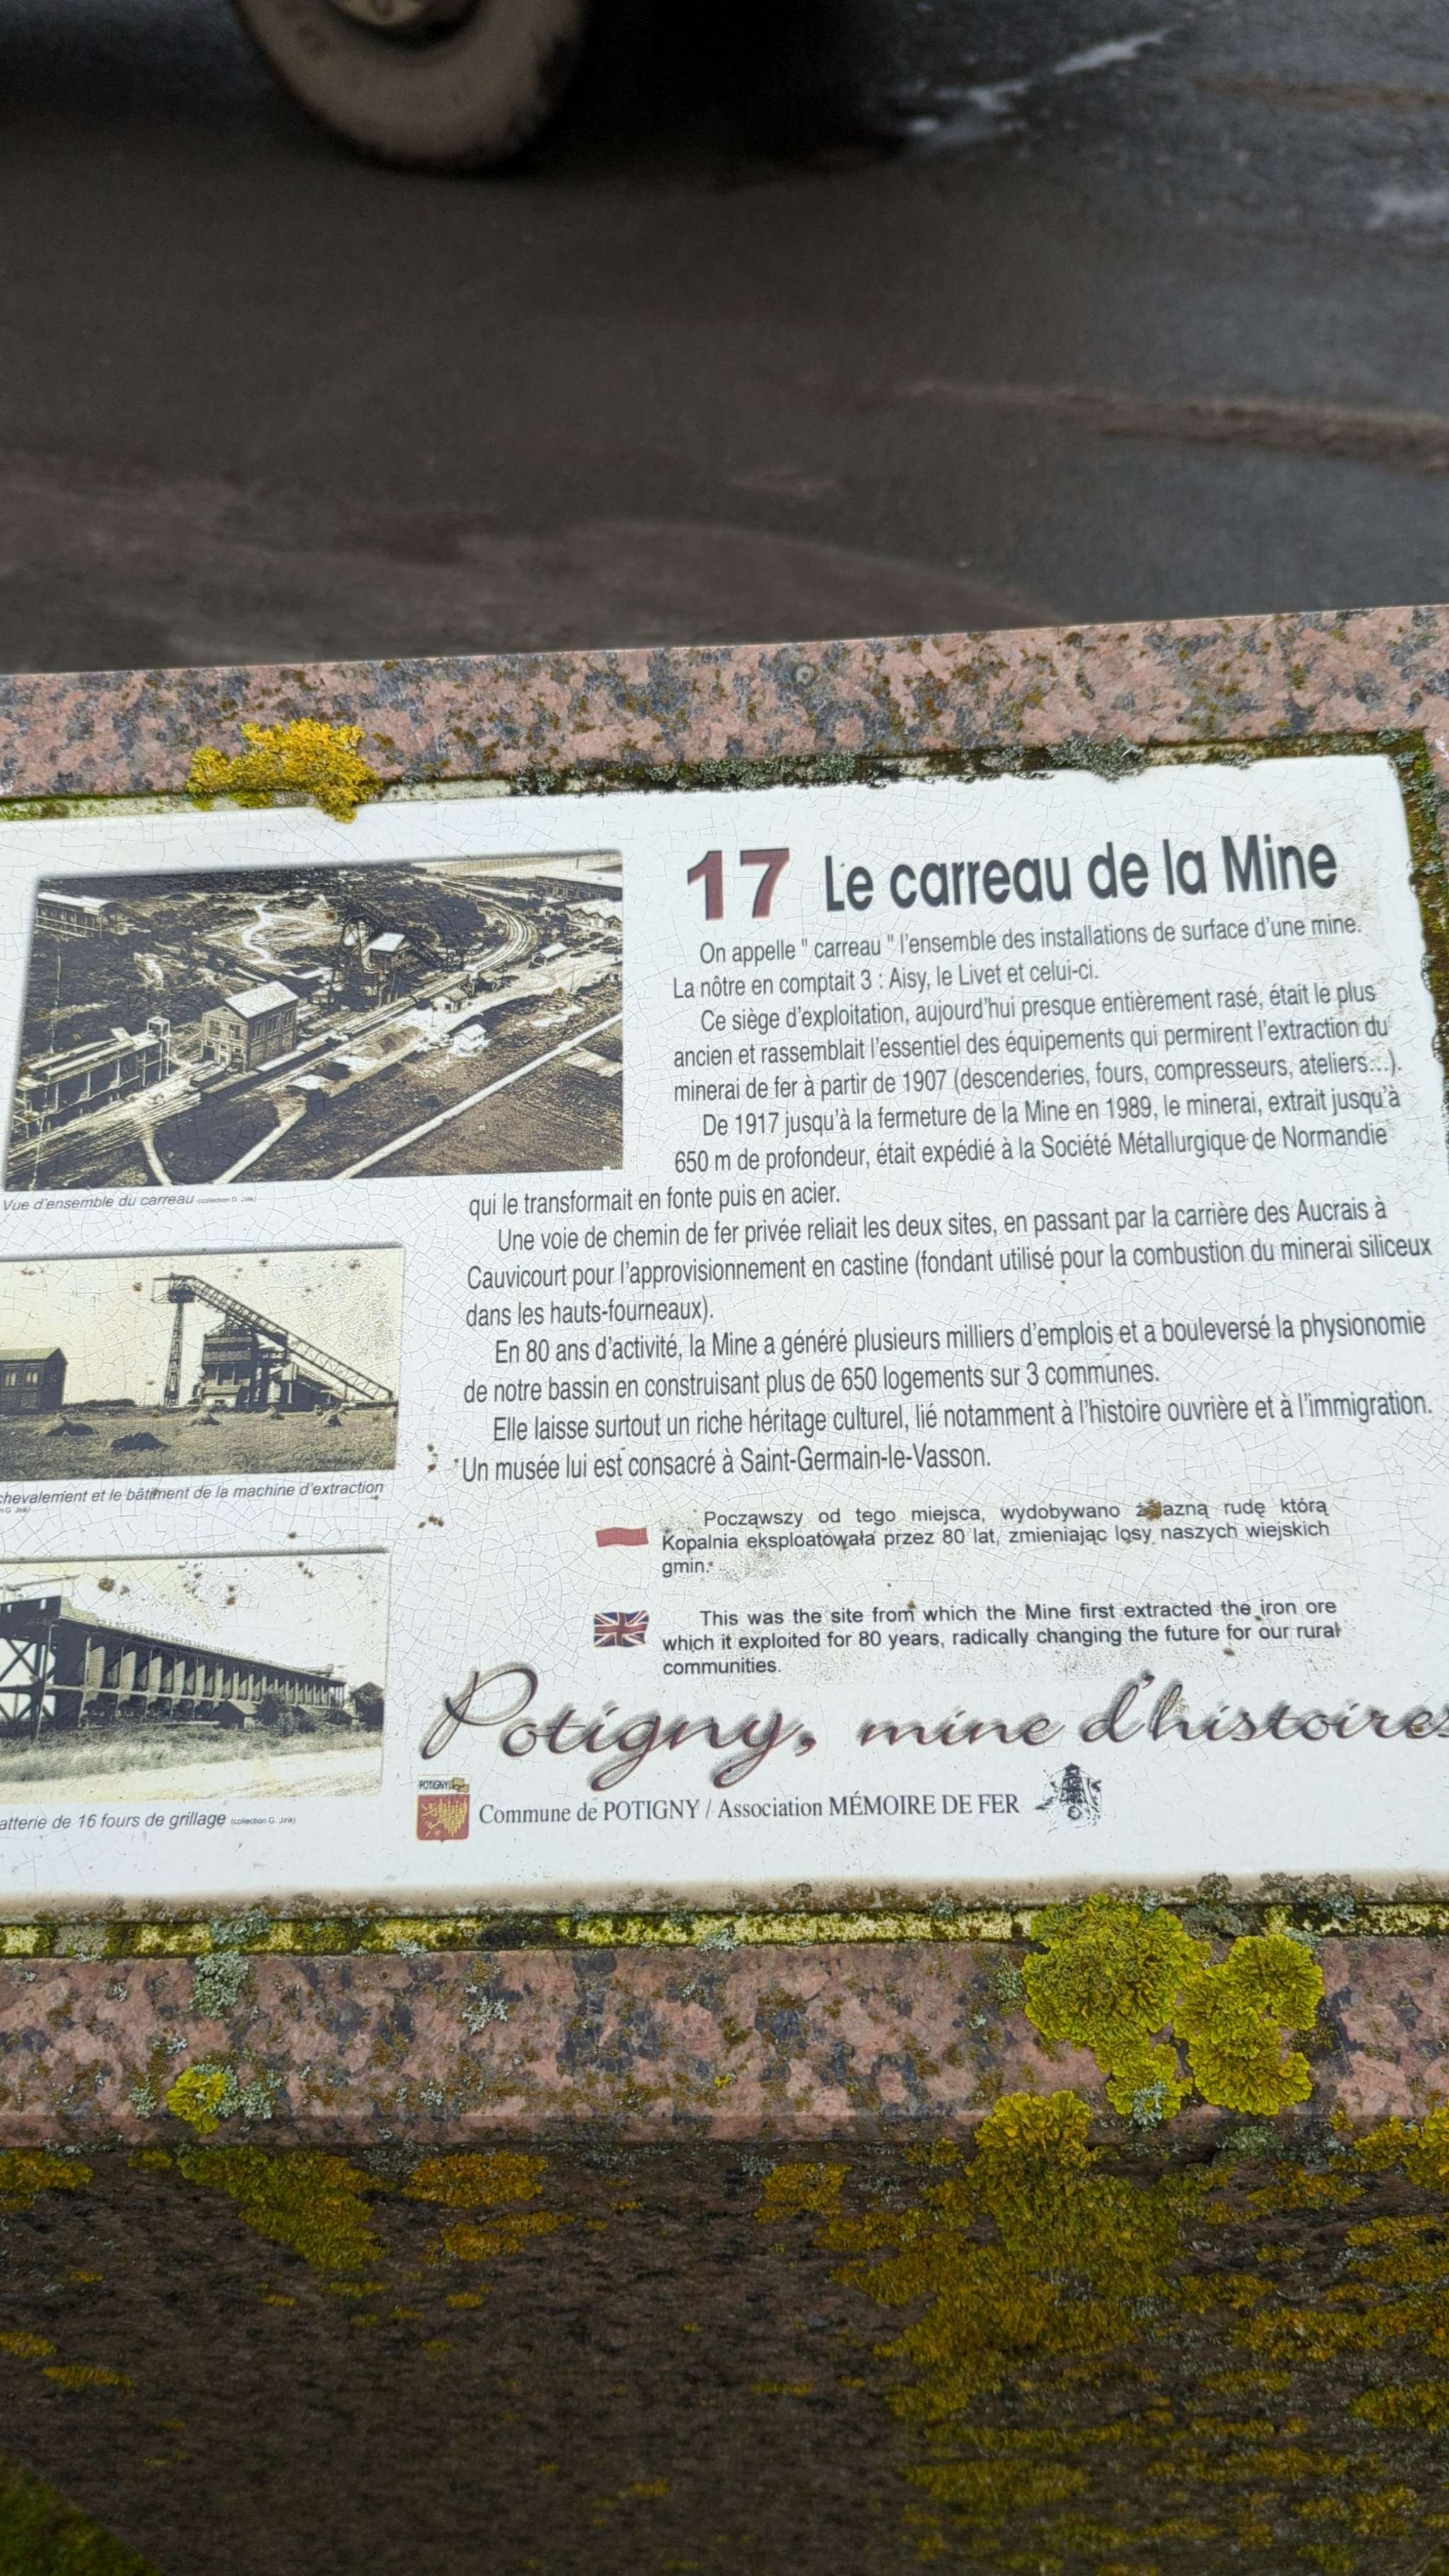 17 Le carreau de la Mine
On appelle " carreau " l'ensemble des installations de surface d'une mine.
La nôtre en comptait 3 : Aisy, le Livet et celui-ci.
Ce siège d'exploitation, aujourd'hui presque entièrement rasé, était le plus
ancien et rassemblait l'essentiel des équipements qui permirent l'extraction du
minerai de fer à partir de 1907 (descenderies, fours, compresseurs, ateliers...).
De 1917 jusqu'à la fermeture de la Mine en 1989, le minerai, extrait jusqu'à
650 m de profondeur, était expédié à la Société Métallurgique de Normandie
qui le transformait en fonte puis en acier.
Une voie de chemin de fer privée reliait les deux sites, en passant par la carrière des Aucrais à
Cauvicourt pour l'approvisionnement en castine (fondant utilisé pour la combustion du minerai siliceux
dans les hauts-fourneaux).
En 80 ans d'activité, la Mine a généré plusieurs milliers d'emplois et a bouleversé la physionomie
de notre bassin en construisant plus de 650 logements sur 3 communes.
Elle laisse surtout un riche héritage culturel, lié notamment à l'histoire ouvrière et à l'immigration.
Un musée lui est consacré à Saint-Germain-le-Vasson.
Począwszy od tego miejsca, wydobywano żelazną rudę którą
Kopalnia eksploatowała przez 80 lat, zmieniając losy naszych wiejskich
gmin.
This was the site from which the Mine first extracted the iron ore
which it exploited for 80 years, radically changing the future for our rural
communities.
Potigny, mine d'histoires
POTIGNY
Commune de POTIGNY / Association MÉMOIRE DE FER
Vue d'ensemble du carreau (collection G. Jirik)
chevalement et le bâtiment de la machine d'extraction
atterie de 16 fours de grillage (collection G. Jirik)